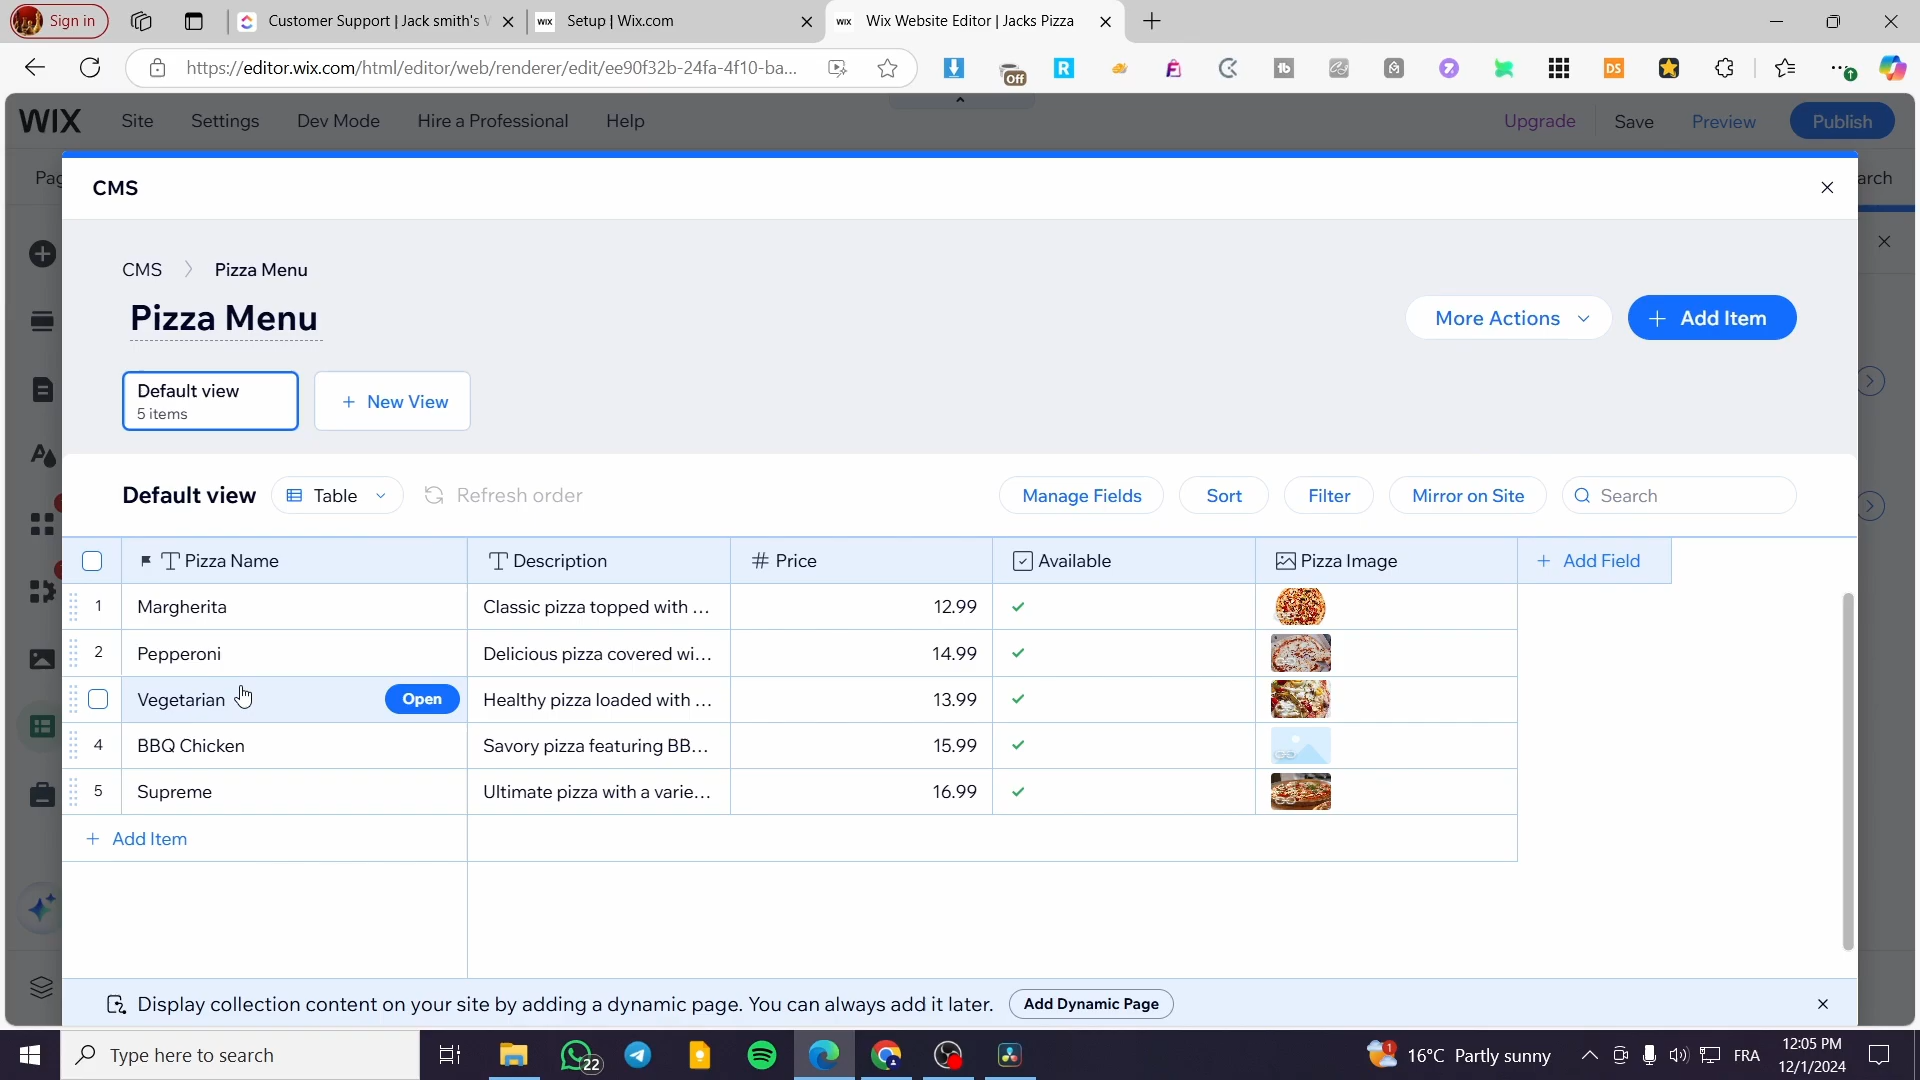 Sign in
Customer Support | Jack smith's
Setup | Wix.com
Wix Website Editor | Jacks Pizza
https://editor.wix.com/html/editor/web/renderer/edit/ee90f32b-24fa-4f10-ba...
Off
WIX
Site
Settings
Dev Mode
Hire a Professional
Help
Upgrade
Save
Preview
Publish
CMS
CMS
Pizza Menu
Pizza Menu
More Actions
+ Add Item
Default view
5 items
+ New View
Default view
Table
Refresh order
Manage Fields
Sort
Filter
Mirror on Site
Search
Pizza Name
Description
# Price
Available
Pizza Image
+ Add Field
1 Margherita Classic pizza topped with ... 12.99
2 Pepperoni Delicious pizza covered wi... 14.99
Vegetarian Open Healthy pizza loaded with ... 13.99
4 BBQ Chicken Savory pizza featuring BB... 15.99
5 Supreme Ultimate pizza with a varie... 16.99
+ Add Item
Display collection content on your site by adding a dynamic page. You can always add it later.
Add Dynamic Page
Type here to search
22
1
16°C Partly sunny
FRA
12:05 PM
12/1/2024